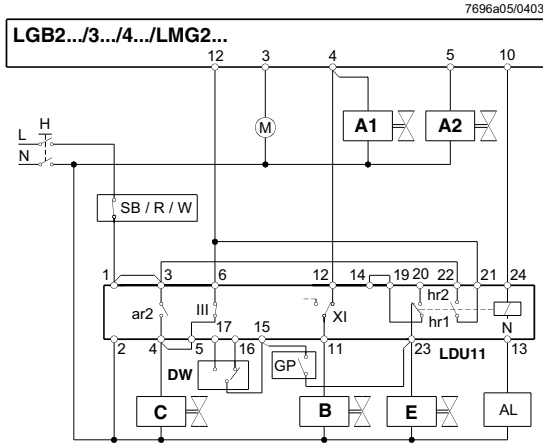 7696a05/0403
LGB2.../3.../4.../LMG2...
12 3 4 5 10
M A1 A2
H
L
N
SB / R / W
1 3 6 12 14 19 20 22 21 24
hr2
ar2 III XI hr1
N
17 15
2 4 5 16 11 23 LDU11 13
DW GP
C B E AL